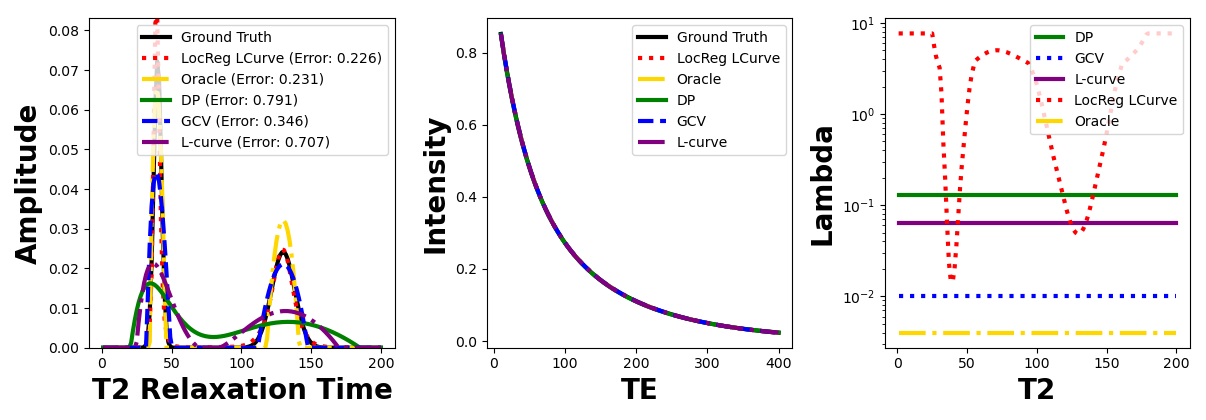 Amplitude
0.08
0.07
0.06
0.05
0.04
0.03
0.02
0.01
0.00
Ground Truth
LocReg LCurve (Error: 0.226)
Oracle (Error: 0.231)
DP (Error: 0.791)
GCV (Error: 0.346)
L-curve (Error: 0.707)
0 50 100 150 200
T2 Relaxation Time
Intensity
0.8
0.6
0.4
0.2
0.0
Ground Truth
LocReg LCurve
Oracle
DP
GCV
L-curve
0 100 200 300 400
TE
Lambda
10¹
10⁰
10⁻¹
10⁻²
DP
GCV
L-curve
LocReg LCurve
Oracle
0 50 100 150 200
T2